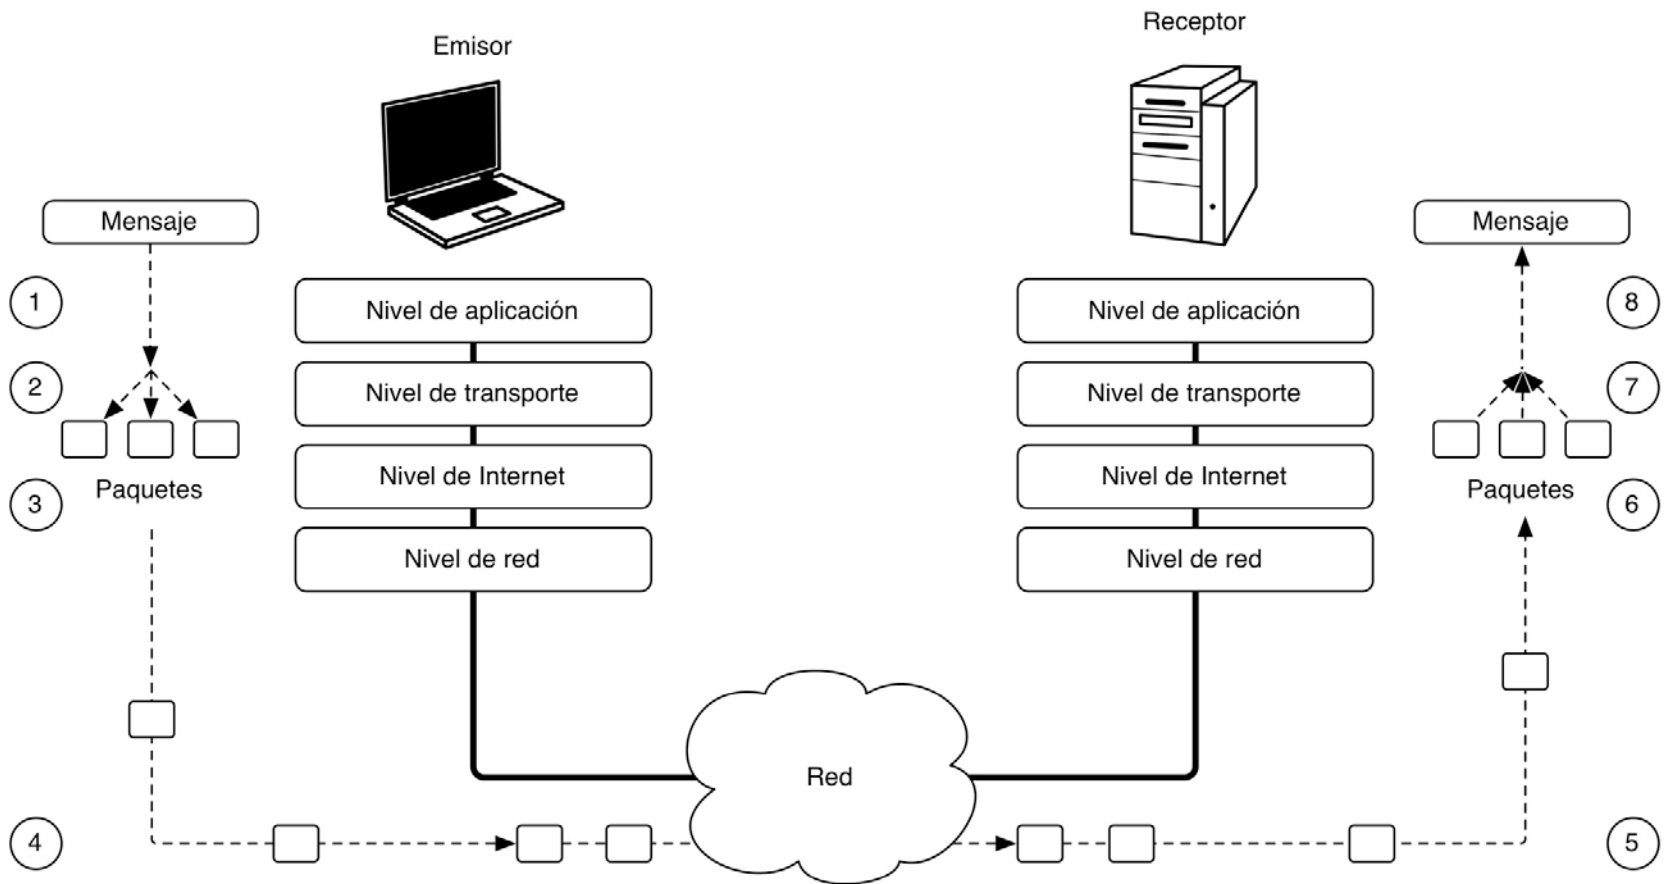 Emisor
Receptor
Mensaje
Mensaje
1
Nivel de aplicación
Nivel de aplicación
8
2
Nivel de transporte
Nivel de transporte
7
3
Paquetes
Nivel de Internet
Nivel de Internet
Paquetes
6
Nivel de red
Nivel de red
Red
4
5